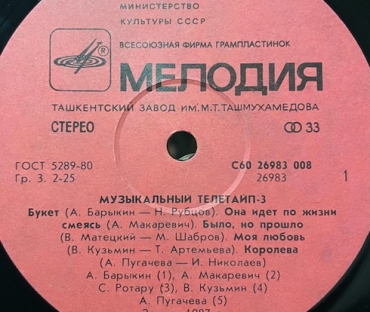 МИНИСТЕРСТВО
КУЛЬТУРЫ СССР
ВСЕСОЮЗНАЯ ФИРМА ГРАМПЛАСТИНОК
МЕЛОДИЯ
ТАШКЕНТСКИЙ ЗАВОД ИМ. М.Т. ТАШМУХАМЕДОВА
СТЕРЕО 33
ГОСТ 5289-80 С60 26983 008
Гр. 3. 2-25 26983 1
МУЗЫКАЛЬНЫЙ ТЕЛЕТАЙП-3
Букет (А. Барыкин — Н. Рубцов). Она идет по жизни
смеясь (А. Макаревич). Было, но прошло
(В. Матецкий — М. Шабров). Моя любовь
(В. Кузьмин — Т. Артемьева). Королева
(А. Пугачева — И. Николаев)
А. Барыкин (1), А. Макаревич (2)
С. Ротару (3), В. Кузьмин (4)
А. Пугачева (5)
1987